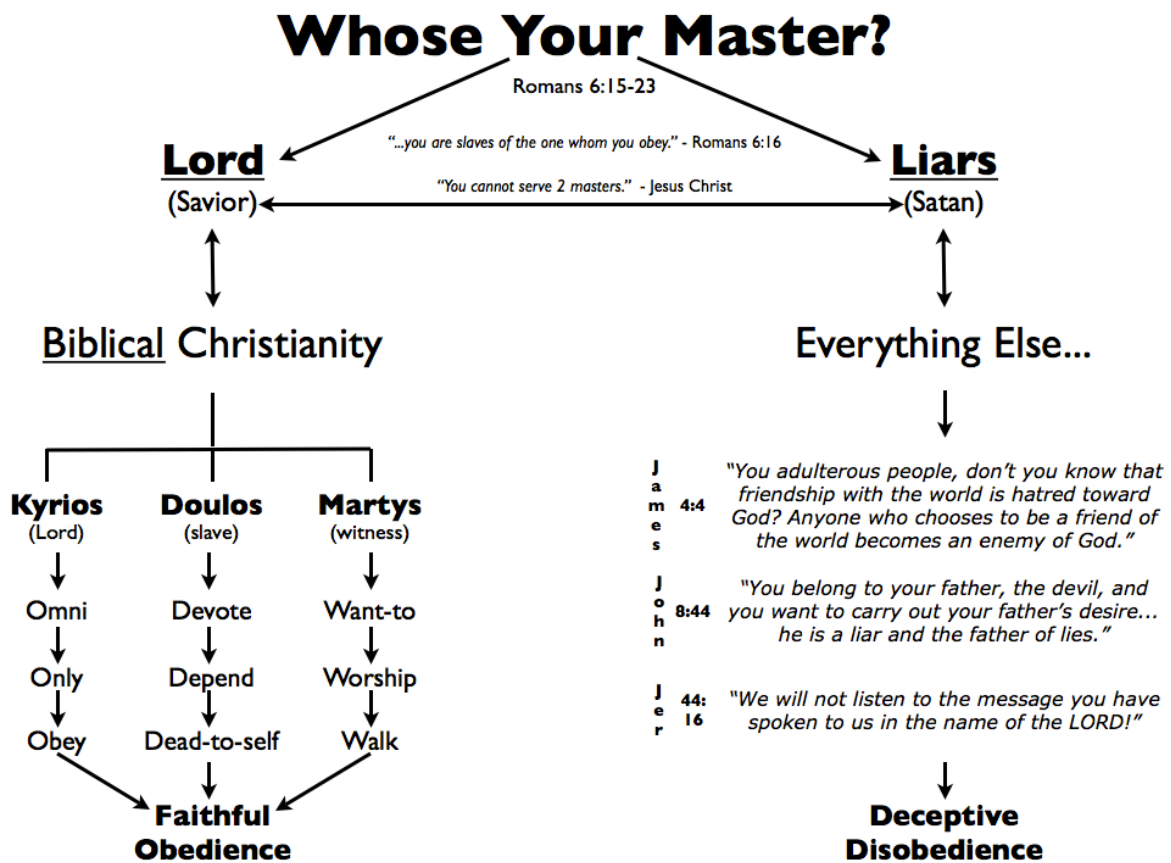 Whose Your Master?
Romans 6:15-23
"...you are slaves of the one whom you obey." - Romans 6:16
"You cannot serve 2 masters." - Jesus Christ
Lord
(Savior)
Liars
(Satan)
Biblical Christianity
Kyrios
(Lord)
Omni
Only
Obey
Doulos
(slave)
Devote
Depend
Dead-to-self
Martys
(witness)
Want-to
Worship
Walk
Faithful
Obedience
Everything Else...
James 4:4
“You adulterous people, don’t you know that
friendship with the world is hatred toward
God? Anyone who chooses to be a friend of
the world becomes an enemy of God.”
John 8:44
“You belong to your father, the devil, and
you want to carry out your father’s desire...
he is a liar and the father of lies.”
Jer 44:
16
“We will not listen to the message you have
spoken to us in the name of the LORD!”
Deceptive
Disobedience